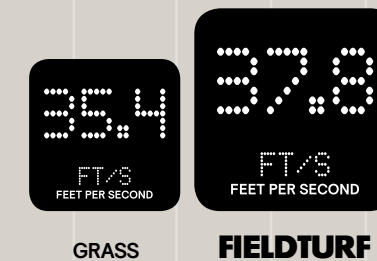 35.4
FT/S
FEET PER SECOND
GRASS
37.8
FT/S
FEET PER SECOND
FIELDTURF